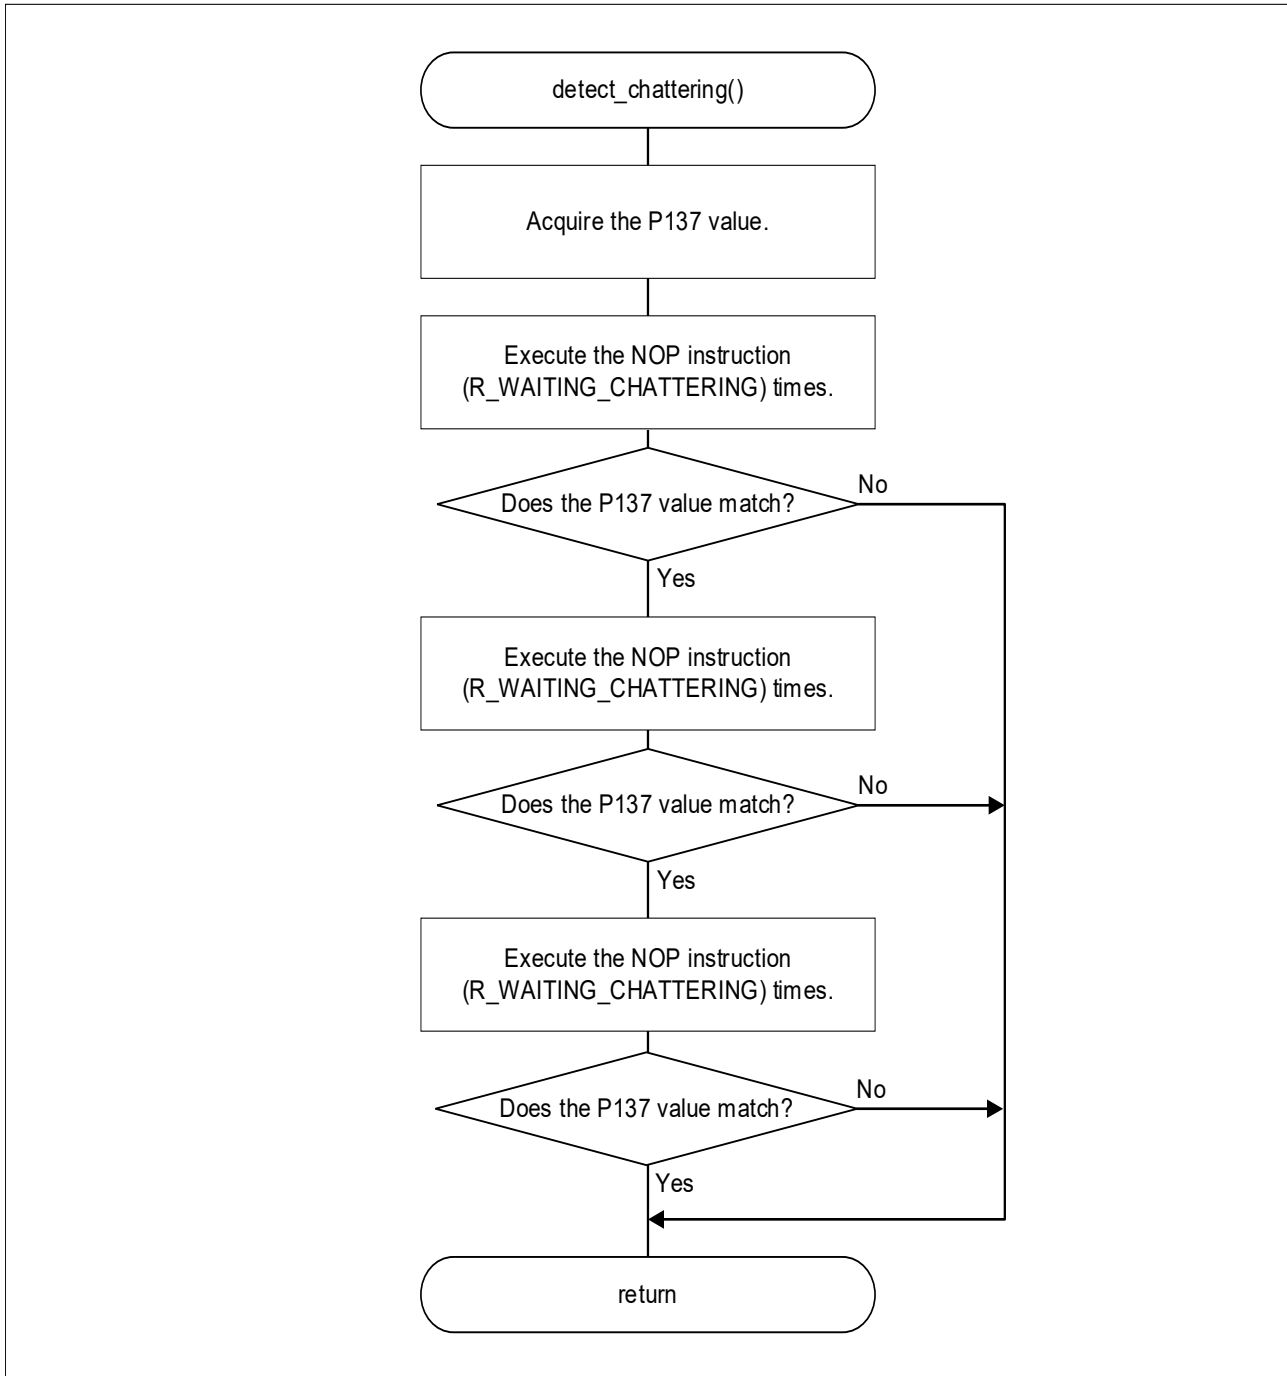 detect_chattering()
Acquire the P137 value.
Execute the NOP instruction
(R_WAITING_CHATTERING) times.
Does the P137 value match?
No
Yes
Execute the NOP instruction
(R_WAITING_CHATTERING) times.
Does the P137 value match?
No
Yes
Execute the NOP instruction
(R_WAITING_CHATTERING) times.
Does the P137 value match?
No
Yes
return